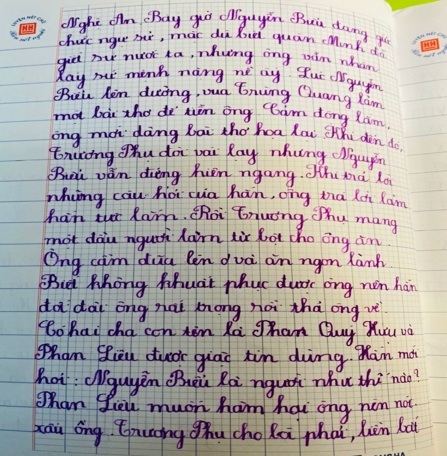 Nghệ An. Bấy giờ Nguyễn Biểu đang giữ
chức ngự sử, mặc dù biết quân Minh đã
giết sứ nước ta, nhưng ông vẫn nhận
lấy sứ mệnh nặng nề ấy. Lúc Nguyễn
Biểu lên đường, vua Trùng Quang làm
một bài thơ để tiễn ông. Cảm động lắm,
ông mới dâng bài thơ hoạ lại. Khi đến đó,
Trương Phụ đòi vái lạy nhưng Nguyễn
Biểu vẫn đứng hiên ngang. Khi trả lời
những câu hỏi của hắn, ông trả lời làm
hắn tức lắm. Rồi Trương Phụ mang
một đầu người làm từ bột cho ông ăn.
Ông cầm đũa lên ở và ăn ngon lành.
Biết không khuất phục được ông nên hắn
đã đãi ông rất trọng rồi thả ông về.
Có hai cha con tên là Phan Quý Hữu và
Phan Liêu được giặc tin dùng. Hắn mới
hỏi: Nguyễn Biểu là người như thế nào?
Phan Liêu muốn hãm hại ông nên nói
xấu ông. Trương Phụ cho là phải, liền bắt